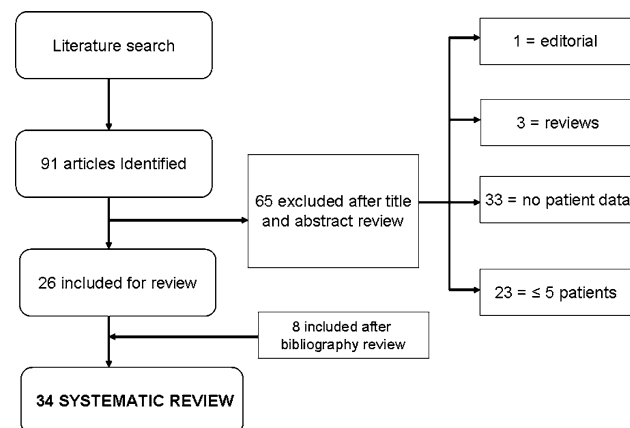 Literature search
91 articles Identified
65 excluded after title
and abstract review
26 included for review
8 included after
bibliography review
34 SYSTEMATIC REVIEW
1 = editorial
3 = reviews
33 = no patient data
23 = ≤ 5 patients